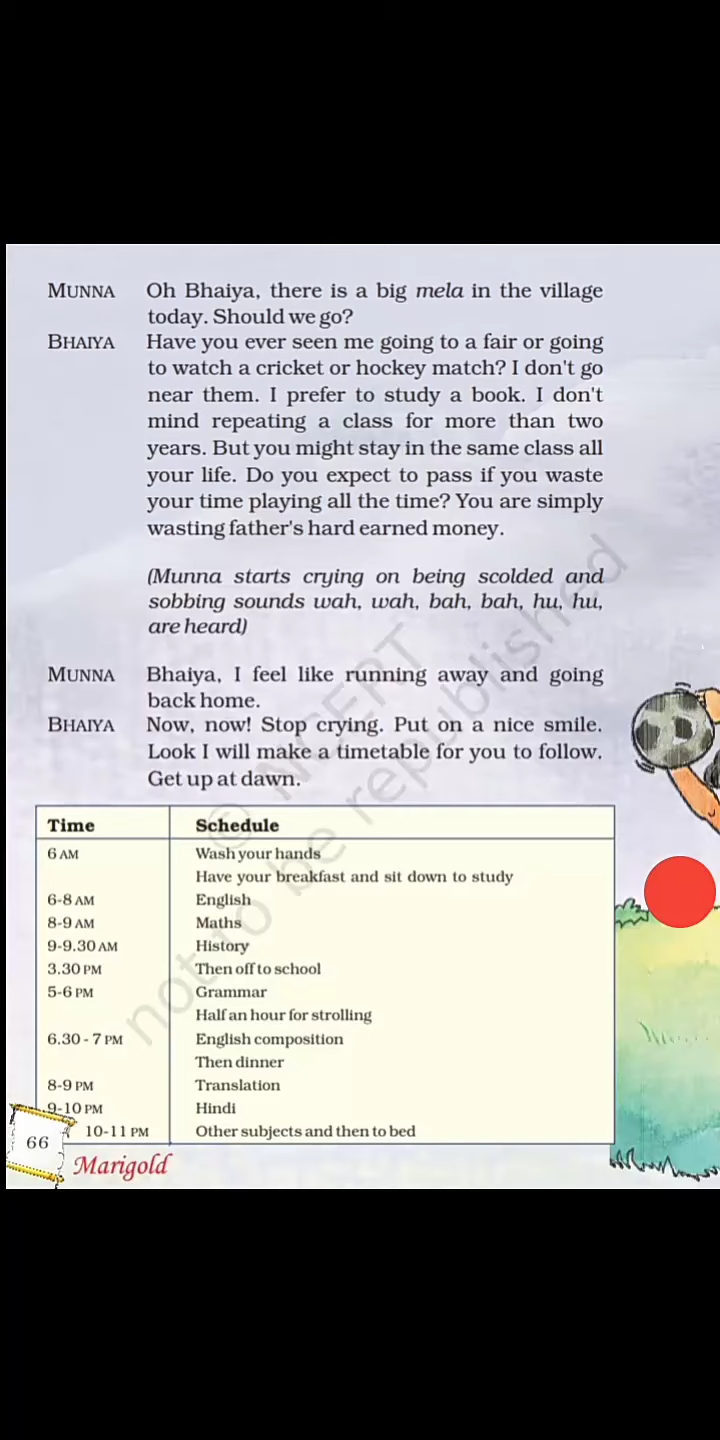 MUNNA Oh Bhaiya, there is a big mela in the village
today. Should we go?
BHAIYA Have you ever seen me going to a fair or going
to watch a cricket or hockey match? I don't go
near them. I prefer to study a book. I don't
mind repeating a class for more than two
years. But you might stay in the same class all
your life. Do you expect to pass if you waste
your time playing all the time? You are simply
wasting father's hard earned money.
(Munna starts crying on being scolded and
sobbing sounds wah, wah, bah, bah, hu, hu,
are heard)
MUNNA Bhaiya, I feel like running away and going
back home.
BHAIYA Now, now! Stop crying. Put on a nice smile.
Look I will make a timetable for you to follow.
Get up at dawn.
Time Schedule
6 AM Wash your hands
Have your breakfast and sit down to study
6-8 AM English
8-9 AM Maths
9-9.30 AM History
3.30 PM Then off to school
5-6 PM Grammar
Half an hour for strolling
6.30 - 7 PM English composition
Then dinner
8-9 PM Translation
9-10 PM Hindi
10-11 PM Other subjects and then to bed
66
Marigold
© NCERT
not to be republished